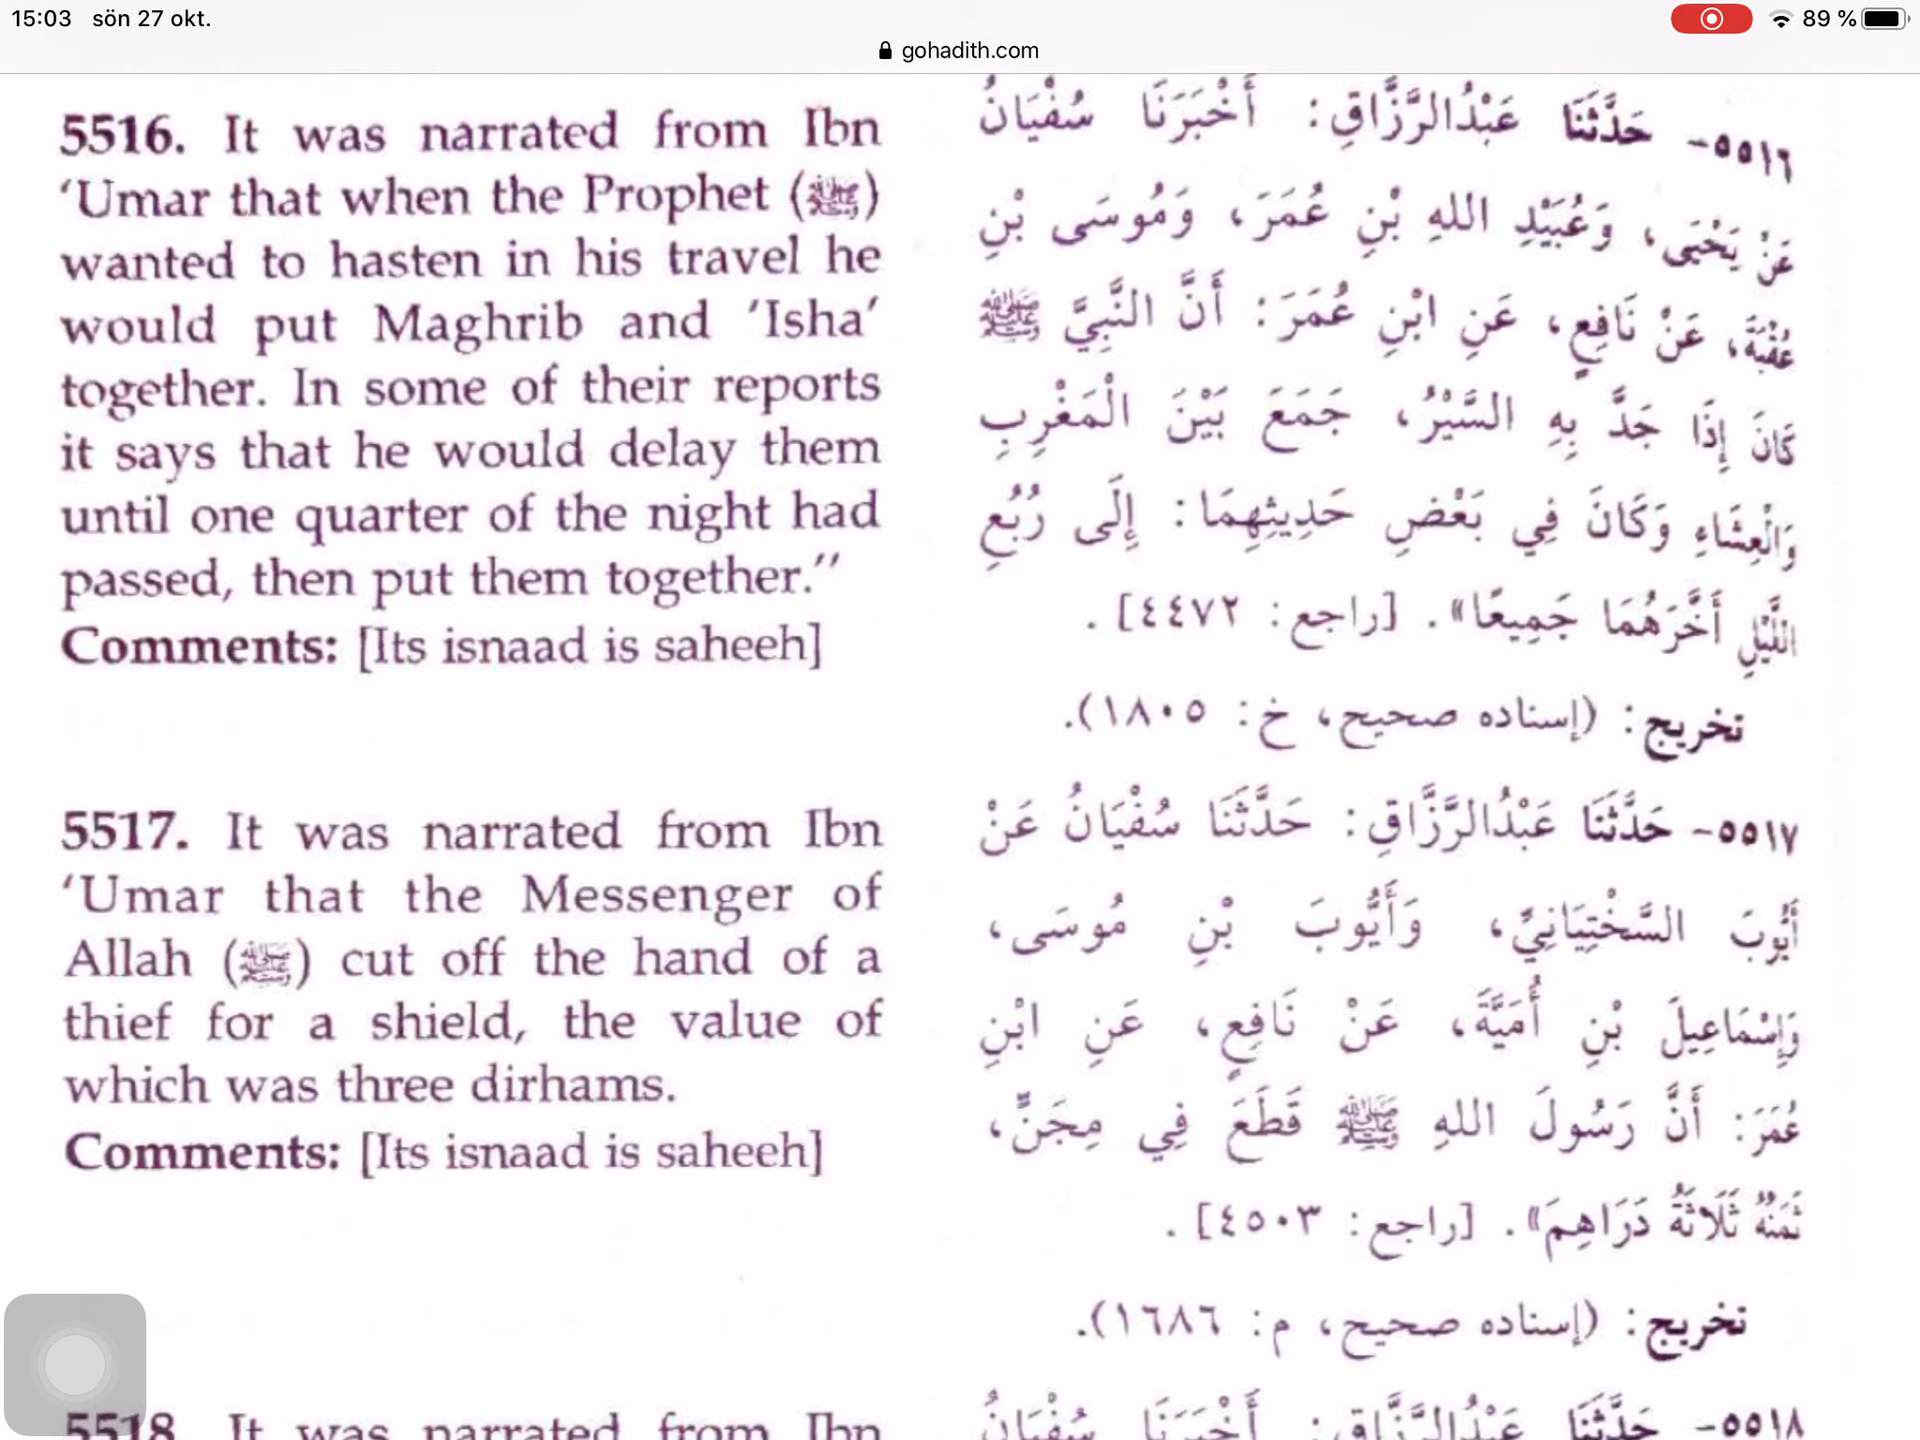 15:03 sön 27 okt.
89 %
gohadith.com
5516. It was narrated from Ibn
‘Umar that when the Prophet (ﷺ)
wanted to hasten in his travel he
would put Maghrib and ‘Isha’
together. In some of their reports
it says that he would delay them
until one quarter of the night had
passed, then put them together.”
Comments: [Its isnaad is saheeh]
5517. It was narrated from Ibn
‘Umar that the Messenger of
Allah (ﷺ) cut off the hand of a
thief for a shield, the value of
which was three dirhams.
Comments: [Its isnaad is saheeh]
5518. It was narrated from Ibn
٥٥١٦- حَدَّثَنَا عَبْدُالرَّزَّاقِ: أَخْبَرَنَا سُفْيَانُ
عَنْ يَحْيَى، وَعُبَيْدِ اللهِ بْنِ عُمَرَ، وَمُوسَى بْنِ
عُقْبَةَ، عَنْ نَافِعٍ، عَنِ ابْنِ عُمَرَ: أَنَّ النَّبِيَّ ﷺ
كَانَ إِذَا جَدَّ بِهِ السَّيْرُ، جَمَعَ بَيْنَ الْمَغْرِبِ
وَالْعِشَاءِ وَكَانَ فِي بَعْضِ حَدِيثِهِمَا: إِلَى رُبُعِ
اللَّيْلِ أَخَّرَهُمَا جَمِيعًا». [راجع: ٤٤٧٢].
تخريج: (إسناده صحيح، خ: ١٨٠٥).
٥٥١٧- حَدَّثَنَا عَبْدُالرَّزَّاقِ: حَدَّثَنَا سُفْيَانُ عَنْ
أَيُّوبَ السَّخْتِيَانِيِّ، وَأَيُّوبَ بْنِ مُوسَى،
وَإِسْمَاعِيلَ بْنِ أُمَيَّةَ، عَنْ نَافِعٍ، عَنِ ابْنِ
عُمَرَ: أَنَّ رَسُولَ اللهِ ﷺ قَطَعَ فِي مِجَنٍّ،
ثَمَنُهُ ثَلَاثَةُ دَرَاهِمَ». [راجع: ٤٥٠٣].
تخريج: (إسناده صحيح، م: ١٦٨٦).
٥٥١٨- حَدَّثَنَا عَبْدُالرَّزَّاقِ: أَخْبَرَنَا سُفْيَانُ